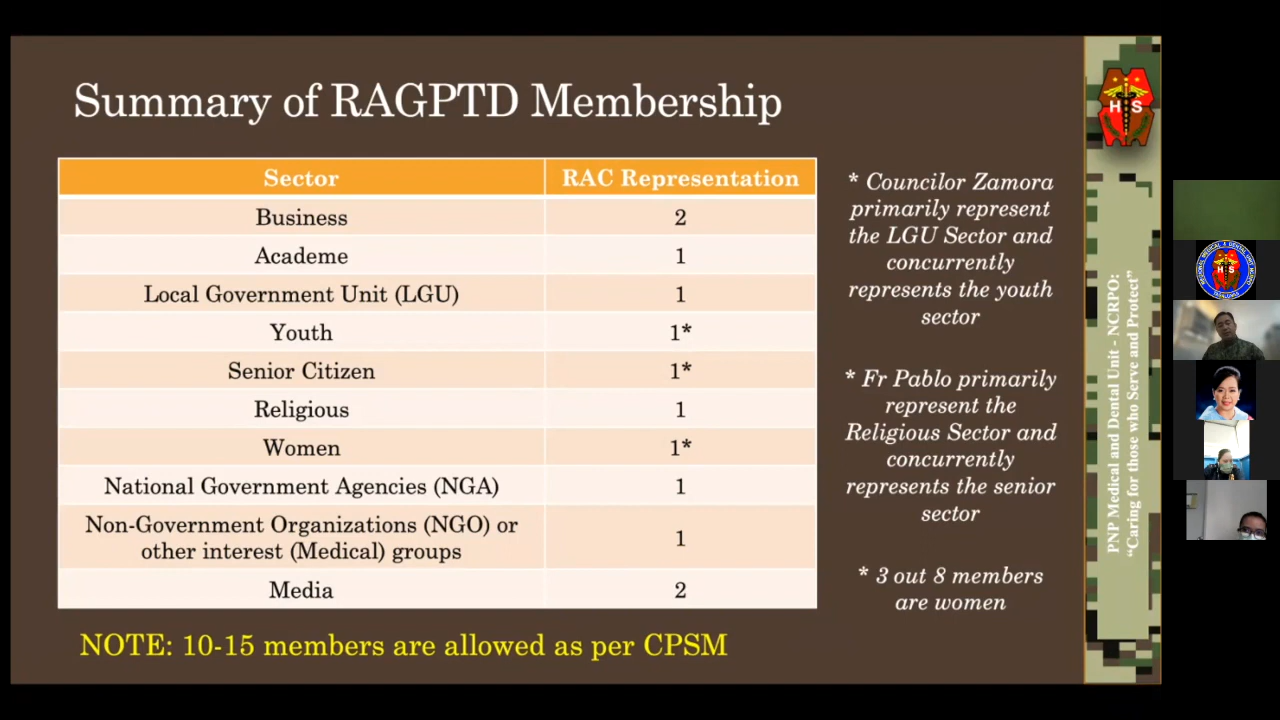 Summary of RAGPTD Membership
Sector RAC Representation
Business 2
Academe 1
Local Government Unit (LGU) 1
Youth 1*
Senior Citizen 1*
Religious 1
Women 1*
National Government Agencies (NGA) 1
Non-Government Organizations (NGO) or
other interest (Medical) groups 1
Media 2
NOTE: 10-15 members are allowed as per CPSM
* Councilor Zamora
primarily represent
the LGU Sector and
concurrently
represents the youth
sector
* Fr Pablo primarily
represent the
Religious Sector and
concurrently
represents the senior
sector
* 3 out 8 members
are women
H S
PNP Medical and Dental Unit - NCRPO:
“Caring for those who Serve and Protect”
H S